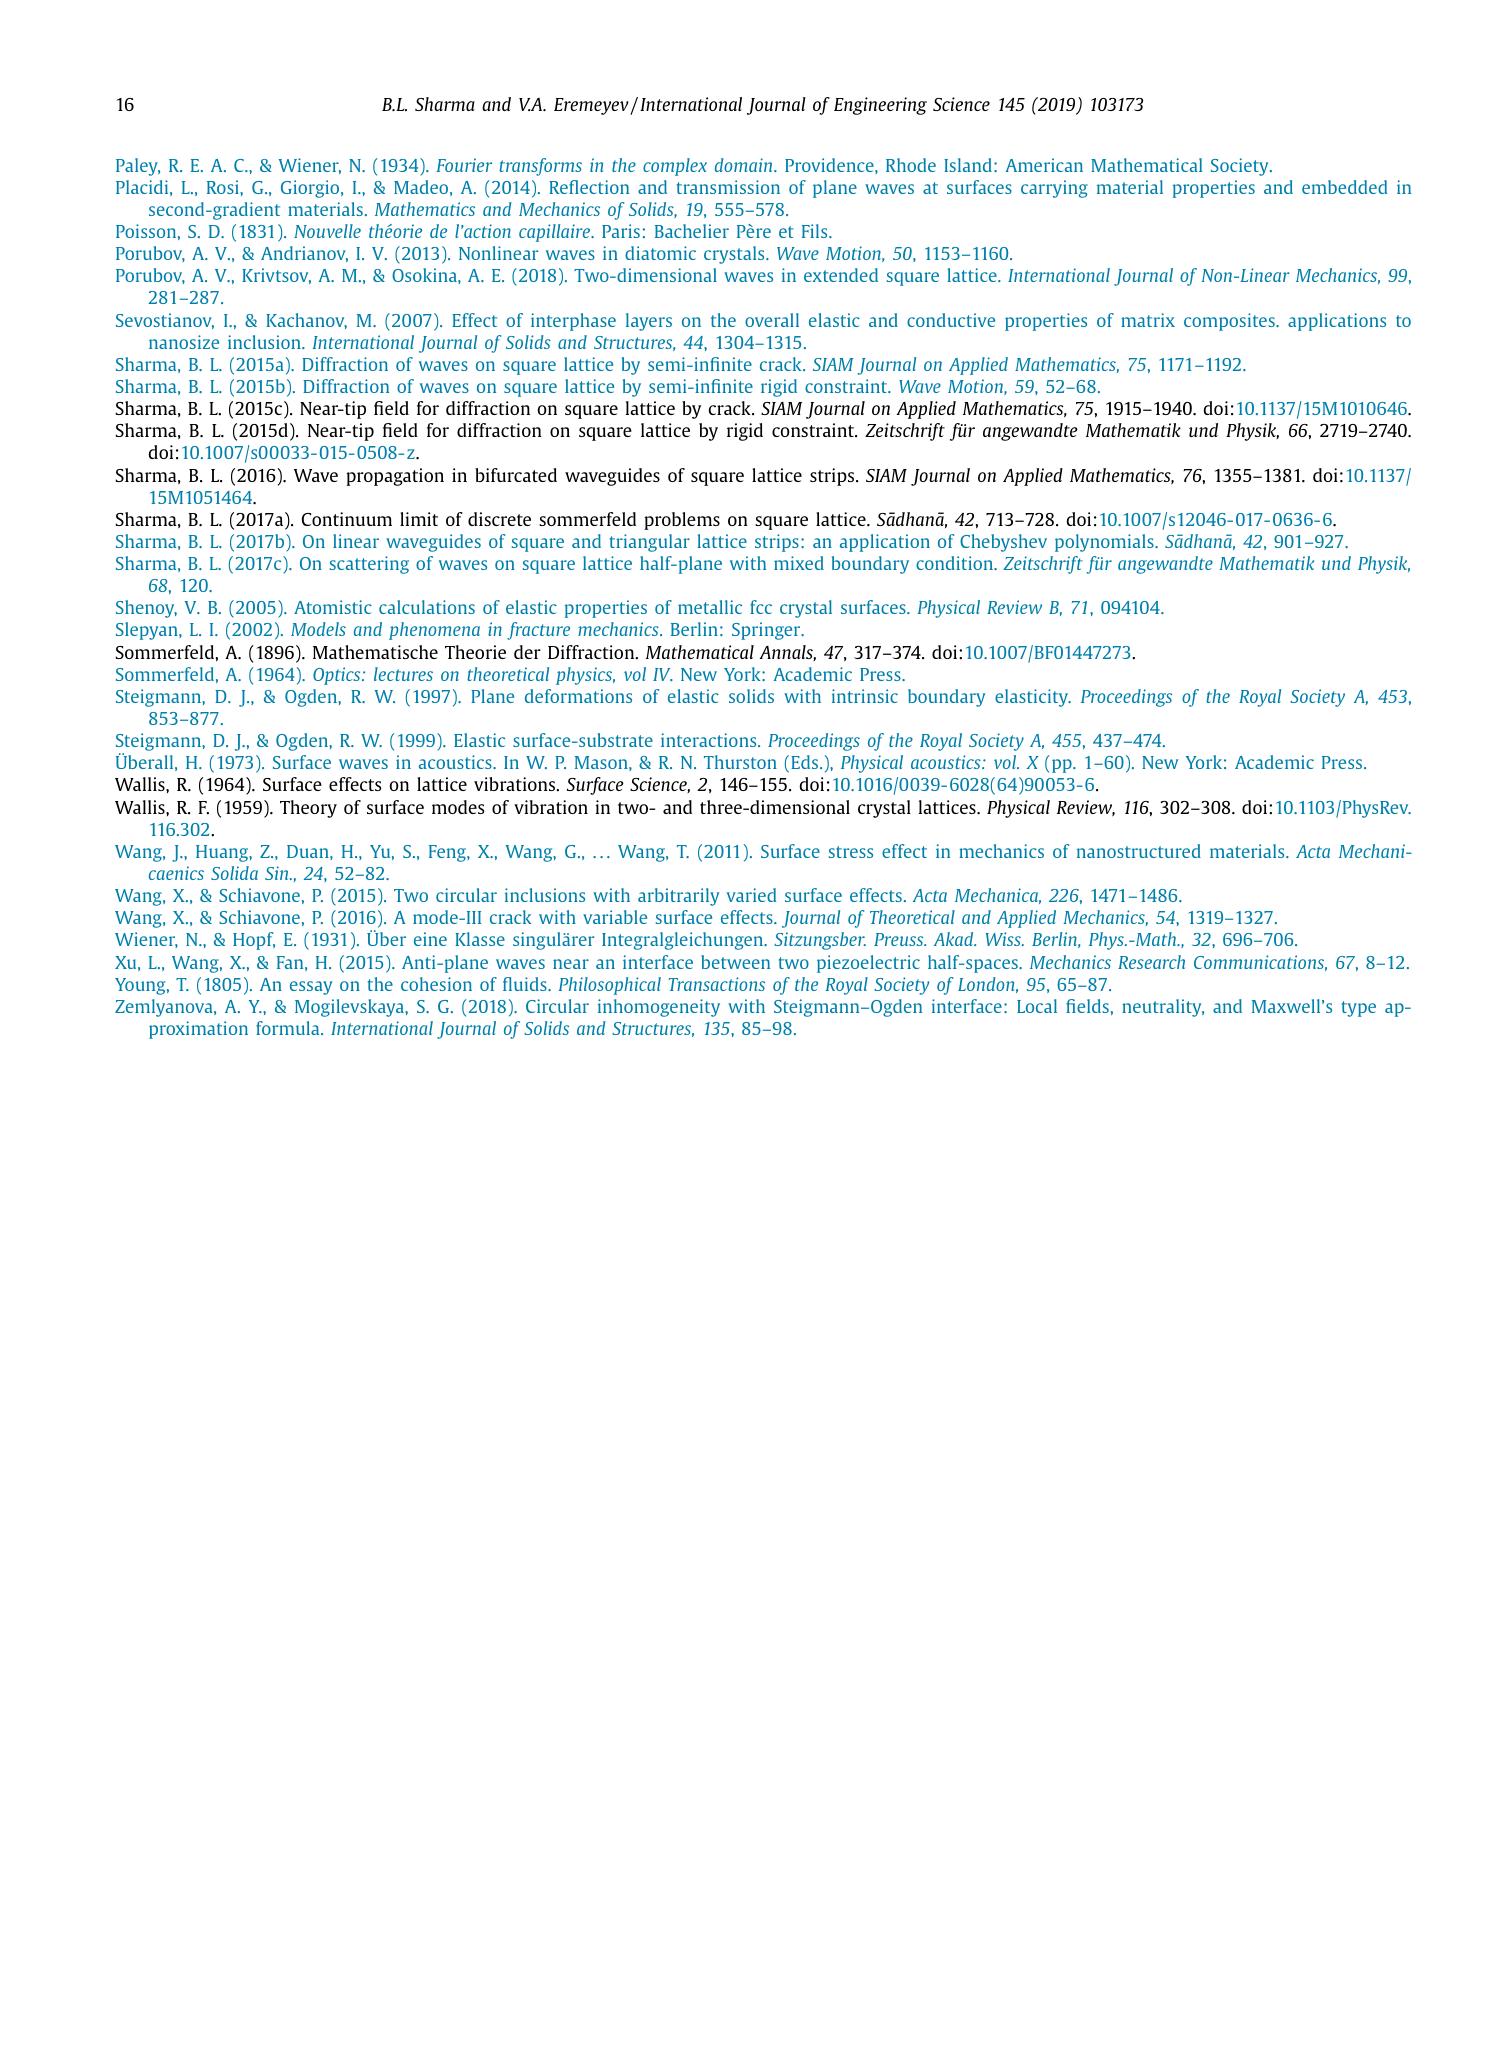 16
B.L. Sharma and V.A. Eremeyev / International Journal of Engineering Science 145 (2019) 103173
Paley, R. E. A. C., & Wiener, N. (1934). Fourier transforms in the complex domain. Providence, Rhode Island: American Mathematical Society.
Placidi, L., Rosi, G., Giorgio, I., & Madeo, A. (2014). Reflection and transmission of plane waves at surfaces carrying material properties and embedded in
second-gradient materials. Mathematics and Mechanics of Solids, 19, 555–578.
Poisson, S. D. (1831). Nouvelle théorie de l'action capillaire. Paris: Bachelier Père et Fils.
Porubov, A. V., & Andrianov, I. V. (2013). Nonlinear waves in diatomic crystals. Wave Motion, 50, 1153–1160.
Porubov, A. V., Krivtsov, A. M., & Osokina, A. E. (2018). Two-dimensional waves in extended square lattice. International Journal of Non-Linear Mechanics, 99,
281–287.
Sevostianov, I., & Kachanov, M. (2007). Effect of interphase layers on the overall elastic and conductive properties of matrix composites. applications to
nanosize inclusion. International Journal of Solids and Structures, 44, 1304–1315.
Sharma, B. L. (2015a). Diffraction of waves on square lattice by semi-infinite crack. SIAM Journal on Applied Mathematics, 75, 1171–1192.
Sharma, B. L. (2015b). Diffraction of waves on square lattice by semi-infinite rigid constraint. Wave Motion, 59, 52–68.
Sharma, B. L. (2015c). Near-tip field for diffraction on square lattice by crack. SIAM Journal on Applied Mathematics, 75, 1915–1940. doi:10.1137/15M1010646.
Sharma, B. L. (2015d). Near-tip field for diffraction on square lattice by rigid constraint. Zeitschrift für angewandte Mathematik und Physik, 66, 2719–2740.
doi:10.1007/s00033-015-0508-z.
Sharma, B. L. (2016). Wave propagation in bifurcated waveguides of square lattice strips. SIAM Journal on Applied Mathematics, 76, 1355–1381. doi:10.1137/
15M1051464.
Sharma, B. L. (2017a). Continuum limit of discrete sommerfeld problems on square lattice. Sādhanā, 42, 713–728. doi:10.1007/s12046-017-0636-6.
Sharma, B. L. (2017b). On linear waveguides of square and triangular lattice strips: an application of Chebyshev polynomials. Sādhanā, 42, 901–927.
Sharma, B. L. (2017c). On scattering of waves on square lattice half-plane with mixed boundary condition. Zeitschrift für angewandte Mathematik und Physik,
68, 120.
Shenoy, V. B. (2005). Atomistic calculations of elastic properties of metallic fcc crystal surfaces. Physical Review B, 71, 094104.
Slepyan, L. I. (2002). Models and phenomena in fracture mechanics. Berlin: Springer.
Sommerfeld, A. (1896). Mathematische Theorie der Diffraction. Mathematical Annals, 47, 317–374. doi:10.1007/BF01447273.
Sommerfeld, A. (1964). Optics: lectures on theoretical physics, vol IV. New York: Academic Press.
Steigmann, D. J., & Ogden, R. W. (1997). Plane deformations of elastic solids with intrinsic boundary elasticity. Proceedings of the Royal Society A, 453,
853–877.
Steigmann, D. J., & Ogden, R. W. (1999). Elastic surface-substrate interactions. Proceedings of the Royal Society A, 455, 437–474.
Überall, H. (1973). Surface waves in acoustics. In W. P. Mason, & R. N. Thurston (Eds.), Physical acoustics: vol. X (pp. 1–60). New York: Academic Press.
Wallis, R. (1964). Surface effects on lattice vibrations. Surface Science, 2, 146–155. doi:10.1016/0039-6028(64)90053-6.
Wallis, R. F. (1959). Theory of surface modes of vibration in two- and three-dimensional crystal lattices. Physical Review, 116, 302–308. doi:10.1103/PhysRev.
116.302.
Wang, J., Huang, Z., Duan, H., Yu, S., Feng, X., Wang, G., … Wang, T. (2011). Surface stress effect in mechanics of nanostructured materials. Acta Mechani-
caenics Solida Sin., 24, 52–82.
Wang, X., & Schiavone, P. (2015). Two circular inclusions with arbitrarily varied surface effects. Acta Mechanica, 226, 1471–1486.
Wang, X., & Schiavone, P. (2016). A mode-III crack with variable surface effects. Journal of Theoretical and Applied Mechanics, 54, 1319–1327.
Wiener, N., & Hopf, E. (1931). Über eine Klasse singulärer Integralgleichungen. Sitzungsber. Preuss. Akad. Wiss. Berlin, Phys.-Math., 32, 696–706.
Xu, L., Wang, X., & Fan, H. (2015). Anti-plane waves near an interface between two piezoelectric half-spaces. Mechanics Research Communications, 67, 8–12.
Young, T. (1805). An essay on the cohesion of fluids. Philosophical Transactions of the Royal Society of London, 95, 65–87.
Zemlyanova, A. Y., & Mogilevskaya, S. G. (2018). Circular inhomogeneity with Steigmann–Ogden interface: Local fields, neutrality, and Maxwell's type ap-
proximation formula. International Journal of Solids and Structures, 135, 85–98.